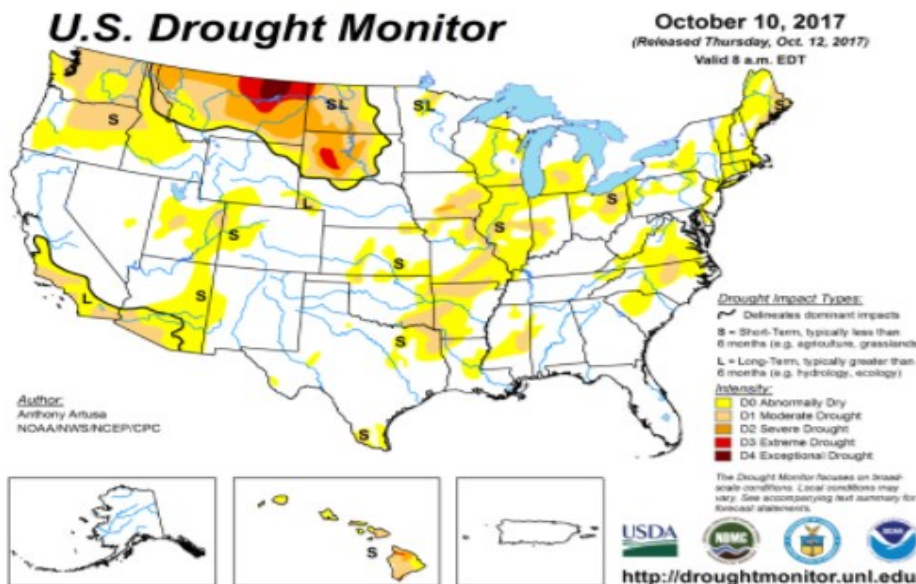 U.S. Drought Monitor
October 10, 2017
(Released Thursday, Oct. 12, 2017)
Valid 8 a.m. EDT
S
SL
SL
S
L
S
S
S
S
S
L
S
S
S
Drought Impact Types:
Delineates dominant impacts
S = Short-Term, typically less than
6 months (e.g. agriculture, grasslands
L = Long-Term, typically greater than
6 months (e.g. hydrology, ecology)
Intensity:
D0 Abnormally Dry
D1 Moderate Drought
D2 Severe Drought
D3 Extreme Drought
D4 Exceptional Drought
Author:
Anthony Artusa
NOAA/NWS/NCEP/CPC
The Drought Monitor focuses on broad-
scale conditions. Local conditions may
vary. See accompanying text summary for
forecast statements.
S
USDA
NDMC
http://droughtmonitor.unl.edu